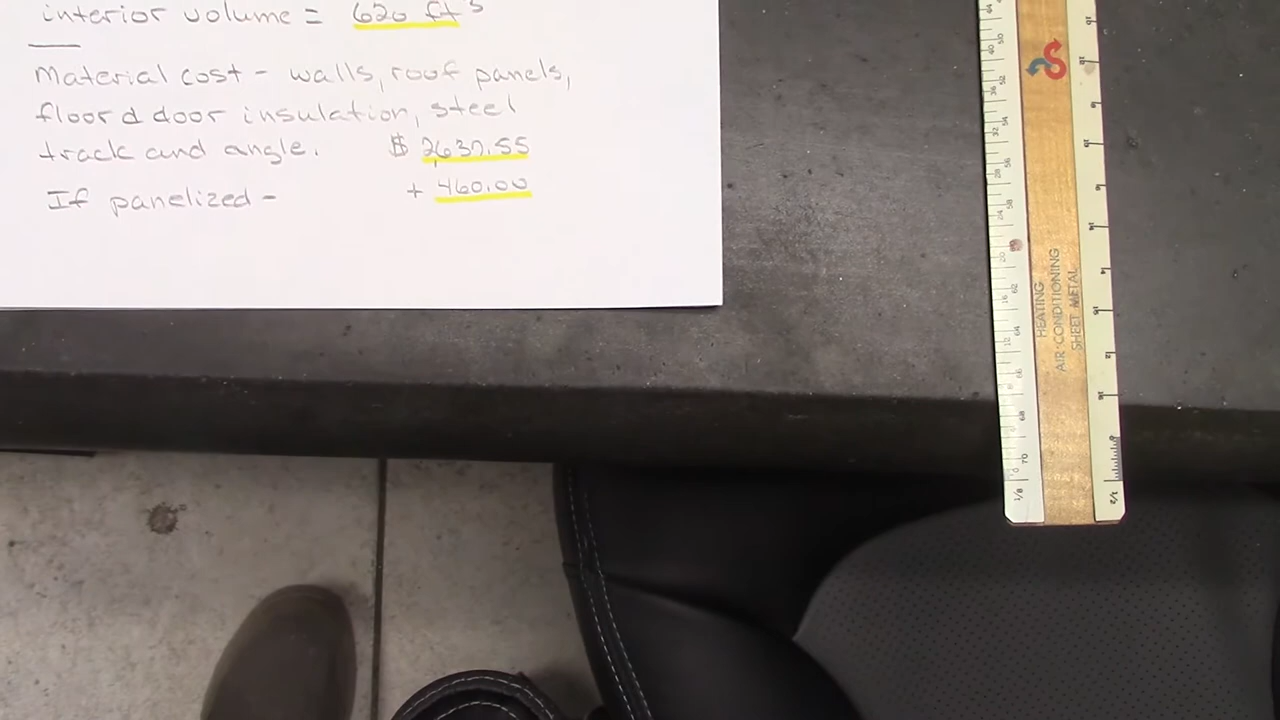 interior volume = 620 ft³
Material cost - walls, roof panels,
floor & door insulation, steel
track and angle. $ 2637.55
If panelized - + 460.00
HEATING
AIR-CONDITIONING
SHEET METAL